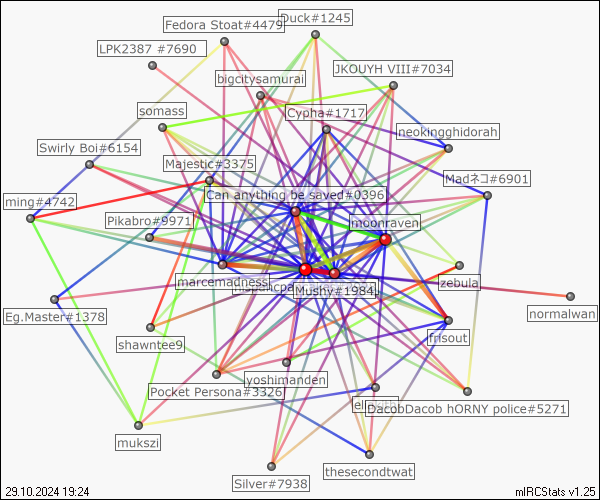 Duck#1245
Fedora Stoat#4479
LPK2387 #7690
JKOUYH VIII#7034
bigcitysamurai
somass
Cypha#1717
neokingghidorah
Swirly Boi#6154
Majestic#3375
Madネコ#6901
Can anything be saved#0396
ming#4742
Pikabro#9971
moonraven
marcemadness
zebula
Mushy#1984
Eg.Master#1378
normalwan
frisout
shawntee9
yoshimanden
Pocket Persona#3326
DacobDacob hORNY police#5271
mukszi
thesecondtwat
Silver#7938
29.10.2024 19:24
mIRCStats v1.25